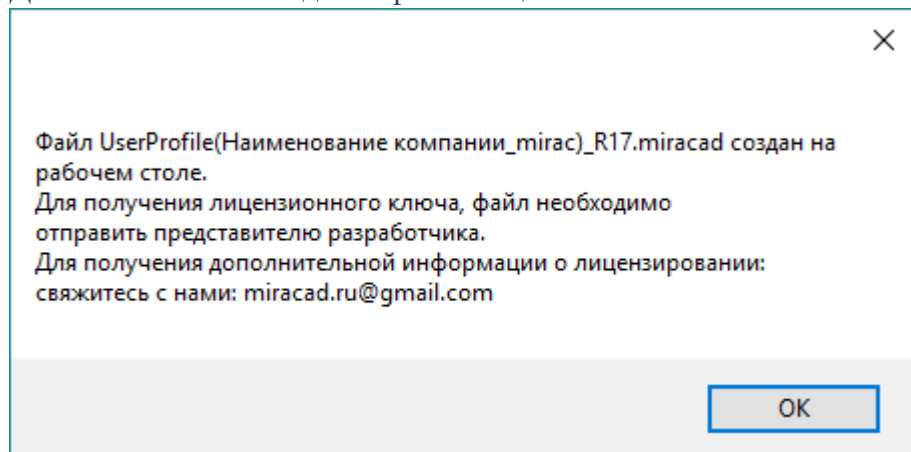 Файл UserProfile(Наименование компании_mirac)_R17.miracad создан на
рабочем столе.
Для получения лицензионного ключа, файл необходимо
отправить представителю разработчика.
Для получения дополнительной информации о лицензировании:
свяжитесь с нами: miracad.ru@gmail.com
OK